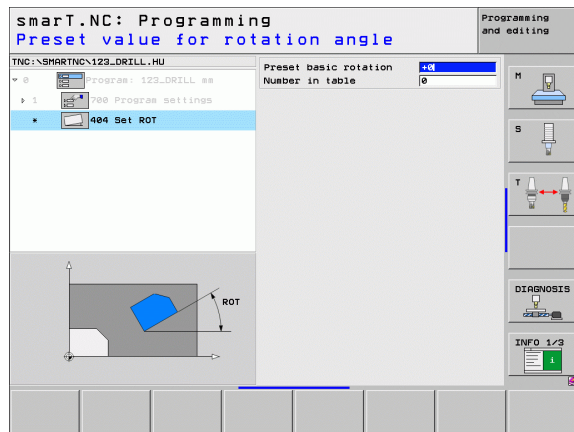 smarT.NC: Programming
Preset value for rotation angle
Programming
and editing
TNC:\SMARTNC\123_DRILL.HU
0 Program: 123_DRILL mm
1 700 Program settings
* 404 Set ROT
Preset basic rotation +0
Number in table 0
ROT
M
S
T
DIAGNOSIS
INFO 1/3
i